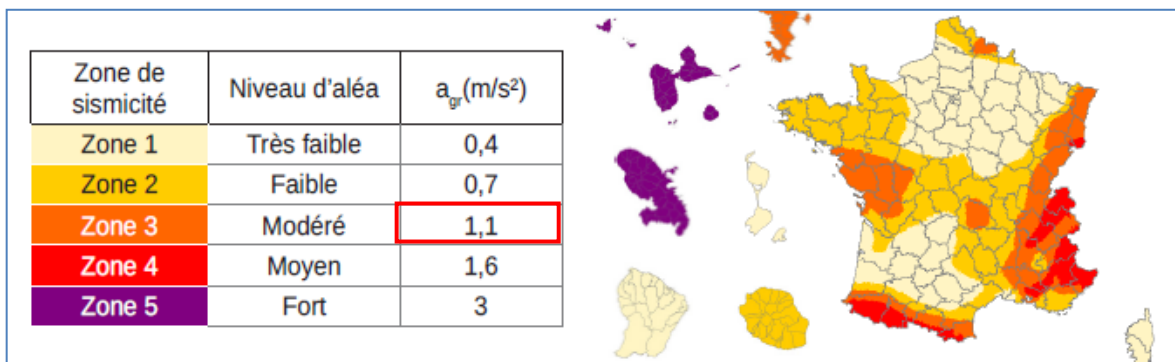 Zone de
sismicité
Niveau d'aléa
a_gr(m/s²)
Zone 1 Très faible 0,4
Zone 2 Faible 0,7
Zone 3 Modéré 1,1
Zone 4 Moyen 1,6
Zone 5 Fort 3